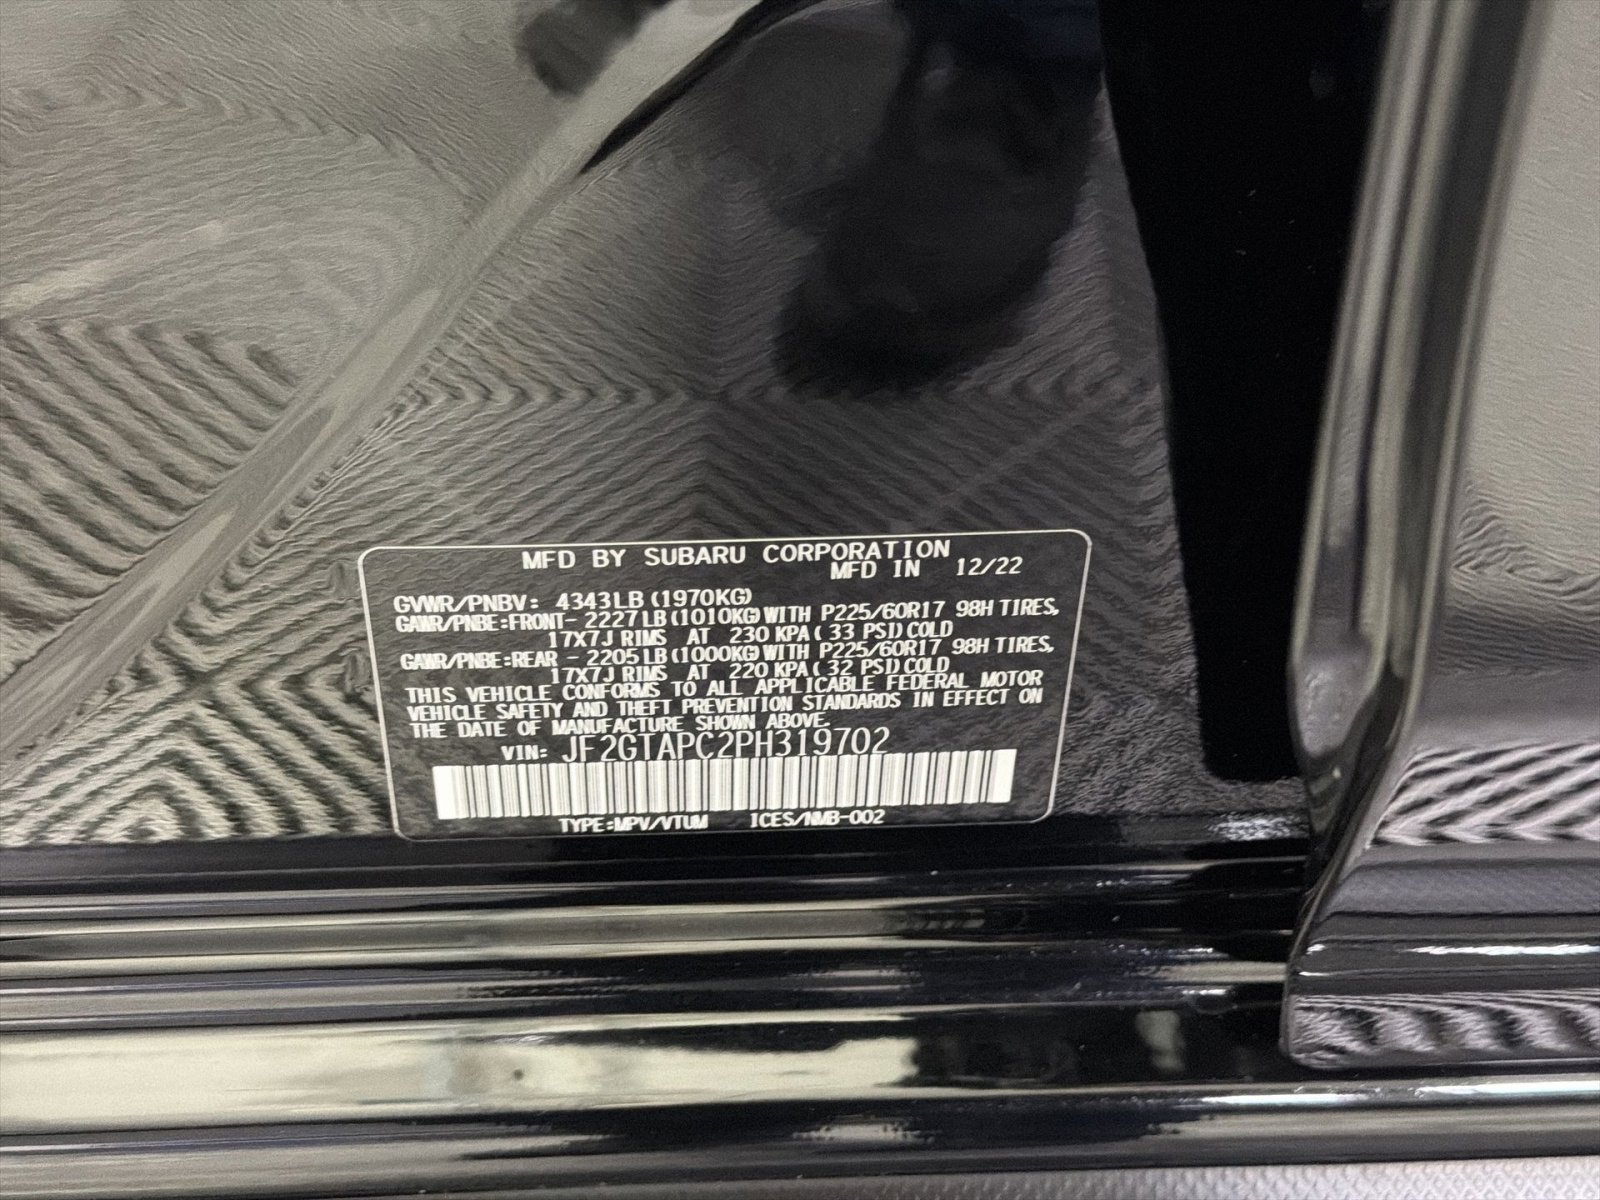 MFD BY SUBARU CORPORATION
MFD IN 12/22
GVWR/PNBV: 4343LB (1970KG)
GAWR/PNBE:FRONT- 2227LB (1010KG) WITH P225/60R17 98H TIRES,
17X7J RIMS AT 230 KPA ( 33 PSI) COLD
GAWR/PNBE:REAR - 2205LB (1000KG) WITH P225/60R17 98H TIRES,
17X7J RIMS AT 220 KPA ( 32 PSI) COLD
THIS VEHICLE CONFORMS TO ALL APPLICABLE FEDERAL MOTOR
VEHICLE SAFETY AND THEFT PREVENTION STANDARDS IN EFFECT ON
THE DATE OF MANUFACTURE SHOWN ABOVE.
VIN: JF2GTAPC2PH319702
TYPE:MPV/VTUM ICES/NMB-002